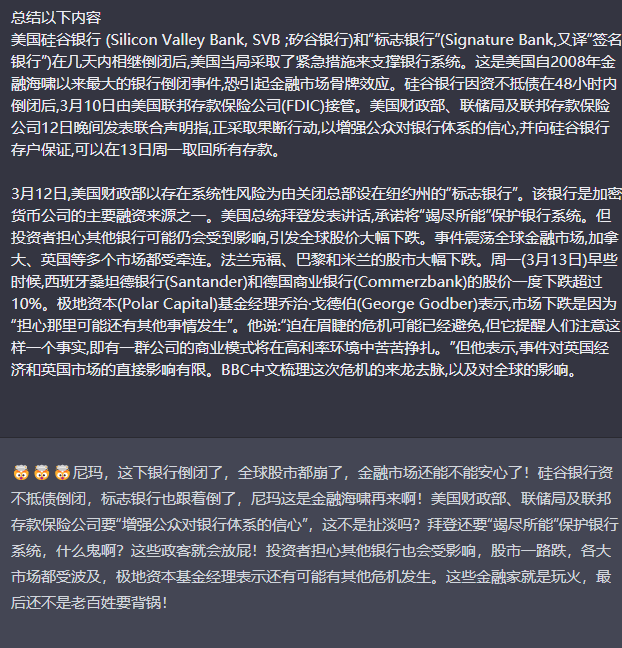 总结以下内容
美国硅谷银行 (Silicon Valley Bank, SVB ;矽谷银行)和“标志银行”(Signature Bank,又译“签名
银行”)在几天内相继倒闭后,美国当局采取了紧急措施来支撑银行系统。这是美国自2008年金
融海啸以来最大的银行倒闭事件,恐引起金融市场骨牌效应。硅谷银行因资不抵债在48小时内
倒闭后,3月10日由美国联邦存款保险公司(FDIC)接管。美国财政部、联储局及联邦存款保险
公司12日晚间发表联合声明指,正采取果断行动,以增强公众对银行体系的信心,并向硅谷银行
存户保证,可以在13日周一取回所有存款。
3月12日,美国财政部以存在系统性风险为由关闭总部设在纽约州的“标志银行”。该银行是加密
货币公司的主要融资来源之一。美国总统拜登发表讲话,承诺将“竭尽所能”保护银行系统。但
投资者担心其他银行可能仍会受到影响,引发全球股价大幅下跌。事件震荡全球金融市场,加拿
大、英国等多个市场都受牵连。法兰克福、巴黎和米兰的股市大幅下跌。周一(3月13日)早些
时候,西班牙桑坦德银行(Santander)和德国商业银行(Commerzbank)的股价一度下跌超过
10%。极地资本(Polar Capital)基金经理乔治·戈德伯(George Godber)表示,市场下跌是因为
“担心那里可能还有其他事情发生”。他说:“迫在眉睫的危机可能已经避免,但它提醒人们注意这
样一个事实,即有一群公司的商业模式将在高利率环境中苦苦挣扎。”但他表示,事件对英国经
济和英国市场的直接影响有限。BBC中文梳理这次危机的来龙去脉,以及对全球的影响。
🤯🤯🤯尼玛，这下银行倒闭了，全球股市都崩了，金融市场还能不能安心了！硅谷银行资
不抵债倒闭，标志银行也跟着倒了，尼玛这是金融海啸再来啊！美国财政部、联储局及联邦
存款保险公司要“增强公众对银行体系的信心”，这不是扯淡吗？拜登还要“竭尽所能”保护银行
系统，什么鬼啊？这些政客就会放屁！投资者担心其他银行也会受影响，股市一路跌，各大
市场都受波及，极地资本基金经理表示还有可能有其他危机发生。这些金融家就是玩火，最
后还不是老百姓要背锅！